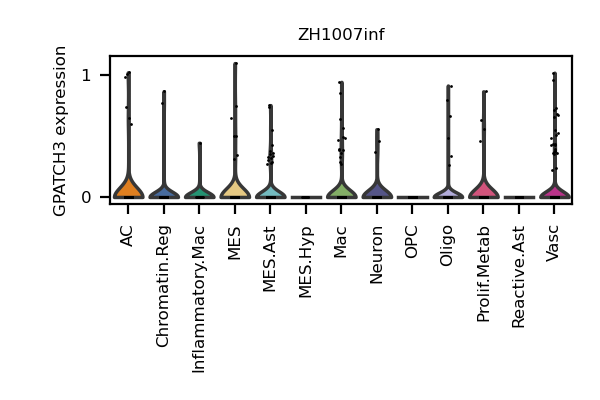 ZH1007inf
GPATCH3 expression
1
0
AC
Chromatin.Reg
Inflammatory.Mac
MES
MES.Ast
MES.Hyp
Mac
Neuron
OPC
Oligo
Prolif.Metab
Reactive.Ast
Vasc